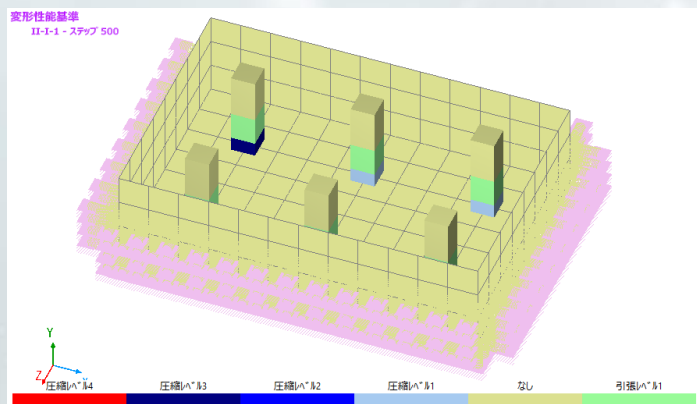 変形性能基準
II-I-1 - ステップ 500
Y
Z
X
圧縮ﾚﾍﾞﾙ4 圧縮ﾚﾍﾞﾙ3 圧縮ﾚﾍﾞﾙ2 圧縮ﾚﾍﾞﾙ1 なし 引張ﾚﾍﾞﾙ1